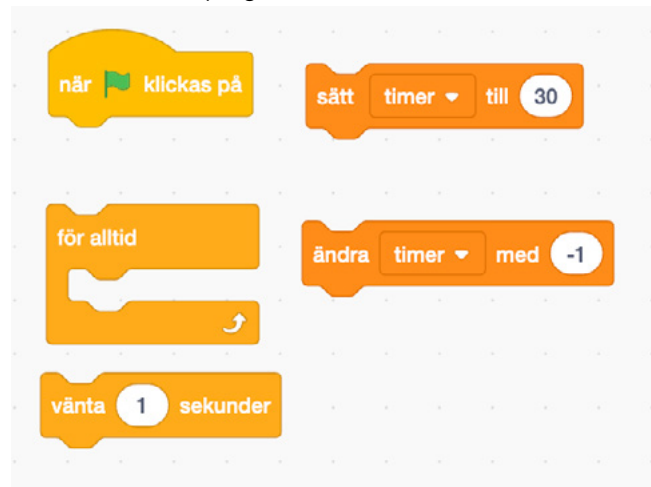 när klickas på
sätt timer till 30
för alltid
ändra timer med -1
vänta 1 sekunder